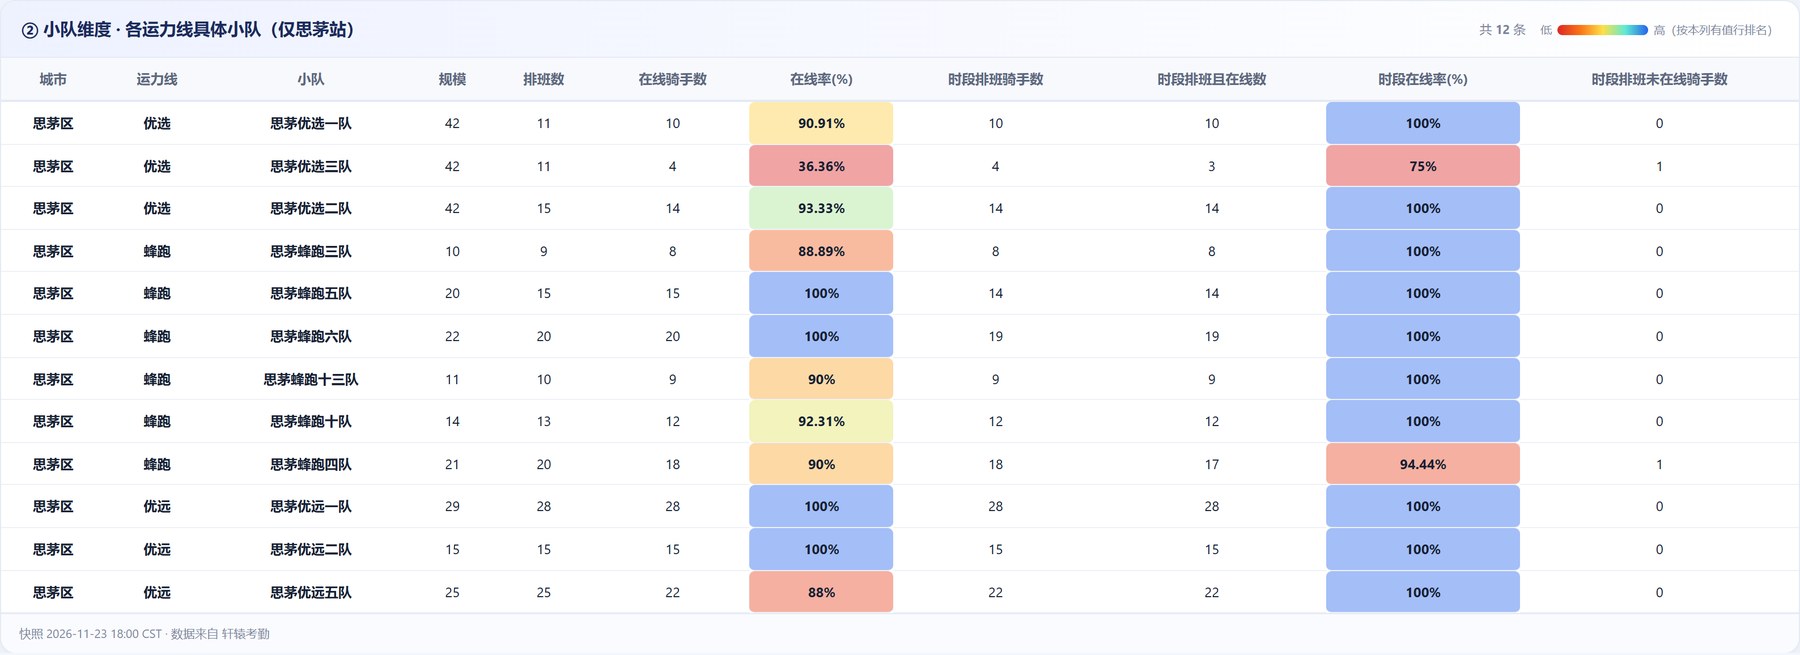 ② 小队维度 · 各运力线具体小队（仅思茅站）
共 12 条 低 高 (按本列有值行排名)
城市 运力线 小队 规模 排班数 在线骑手数 在线率(%) 时段排班骑手数 时段排班且在线数 时段在线率(%) 时段排班未在线骑手数
思茅区 优选 思茅优选一队 42 11 10 90.91% 10 10 100% 0
思茅区 优选 思茅优选三队 42 11 4 36.36% 4 3 75% 1
思茅区 优选 思茅优选二队 42 15 14 93.33% 14 14 100% 0
思茅区 蜂跑 思茅蜂跑三队 10 9 8 88.89% 8 8 100% 0
思茅区 蜂跑 思茅蜂跑五队 20 15 15 100% 14 14 100% 0
思茅区 蜂跑 思茅蜂跑六队 22 20 20 100% 19 19 100% 0
思茅区 蜂跑 思茅蜂跑十三队 11 10 9 90% 9 9 100% 0
思茅区 蜂跑 思茅蜂跑十队 14 13 12 92.31% 12 12 100% 0
思茅区 蜂跑 思茅蜂跑四队 21 20 18 90% 18 17 94.44% 1
思茅区 优远 思茅优远一队 29 28 28 100% 28 28 100% 0
思茅区 优远 思茅优远二队 15 15 15 100% 15 15 100% 0
思茅区 优远 思茅优远五队 25 25 22 88% 22 22 100% 0
快照 2026-11-23 18:00 CST · 数据来自 轩辕考勤